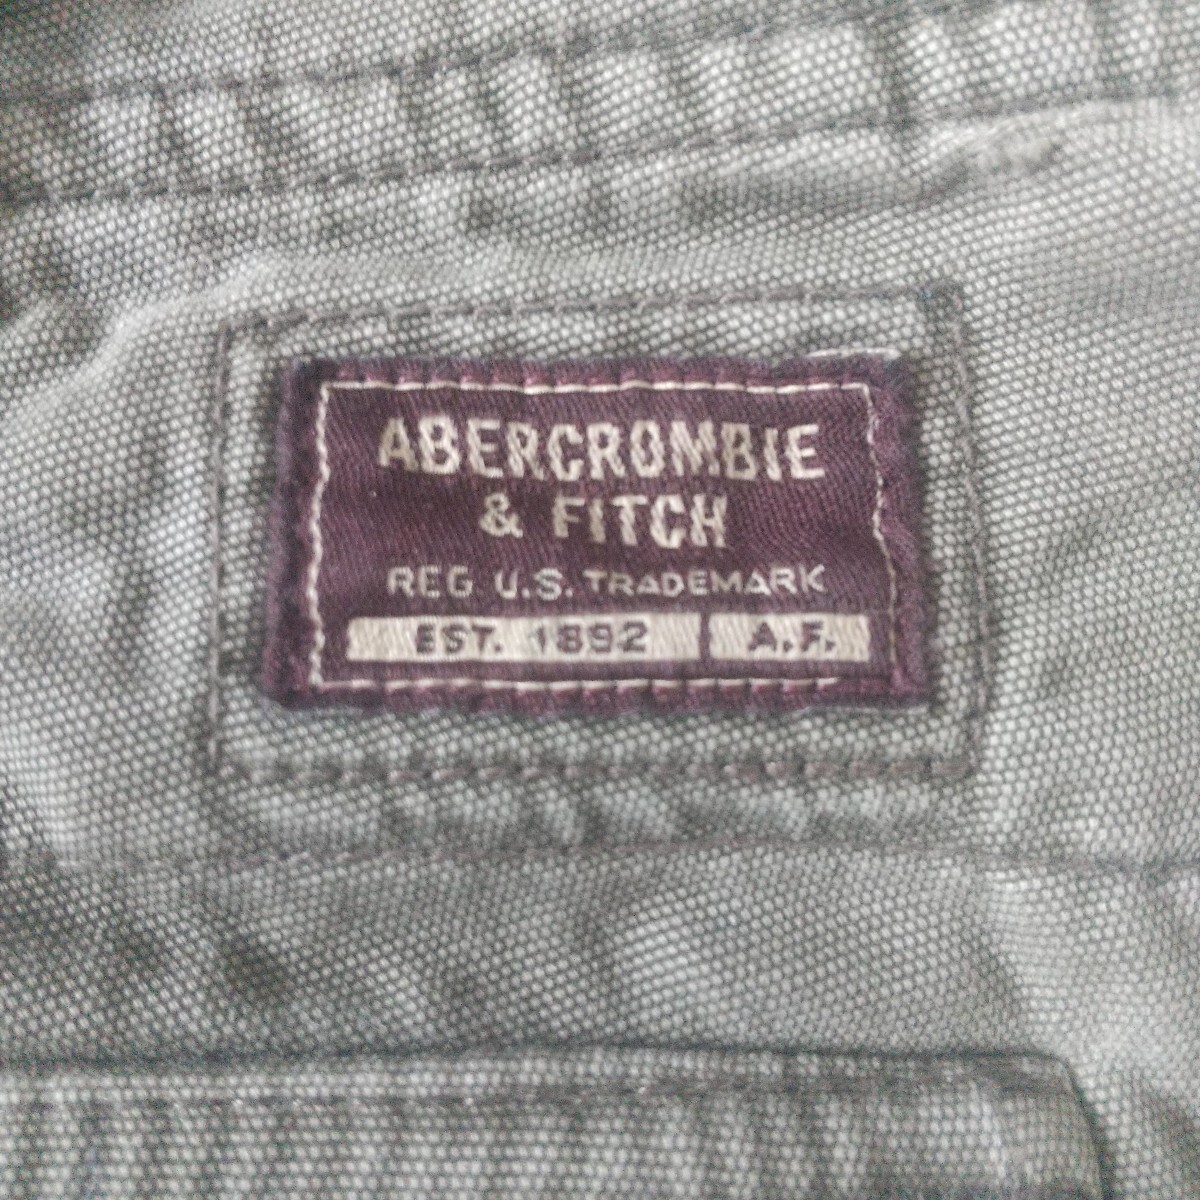 ABERCROMBIE
& FITCH
REG U.S. TRADEMARK
EST. 1892 A.F.